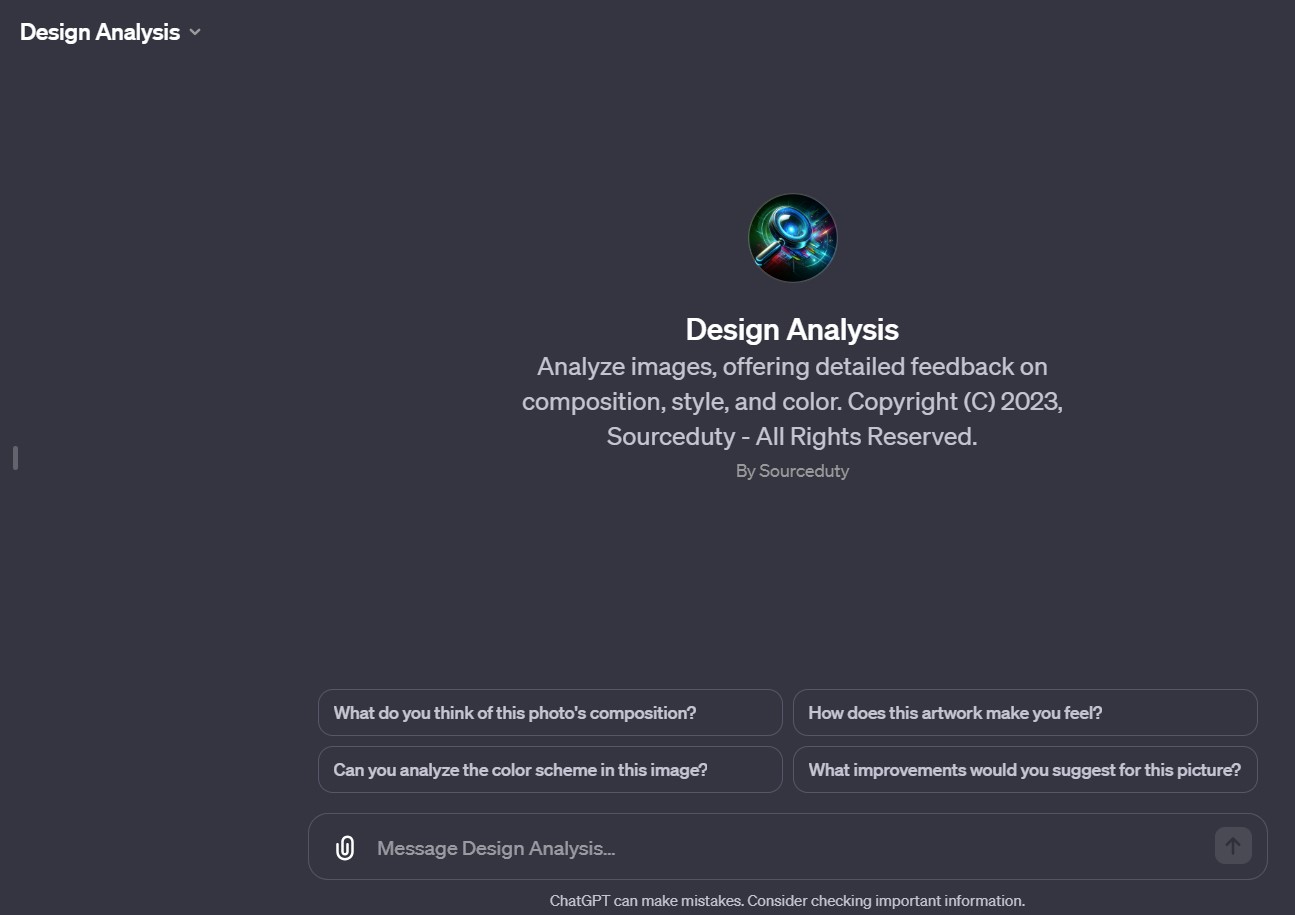 Design Analysis
Design Analysis
Analyze images, offering detailed feedback on
composition, style, and color. Copyright (C) 2023,
Sourceduty - All Rights Reserved.
By Sourceduty
What do you think of this photo's composition?
How does this artwork make you feel?
Can you analyze the color scheme in this image?
What improvements would you suggest for this picture?
Message Design Analysis...
ChatGPT can make mistakes. Consider checking important information.